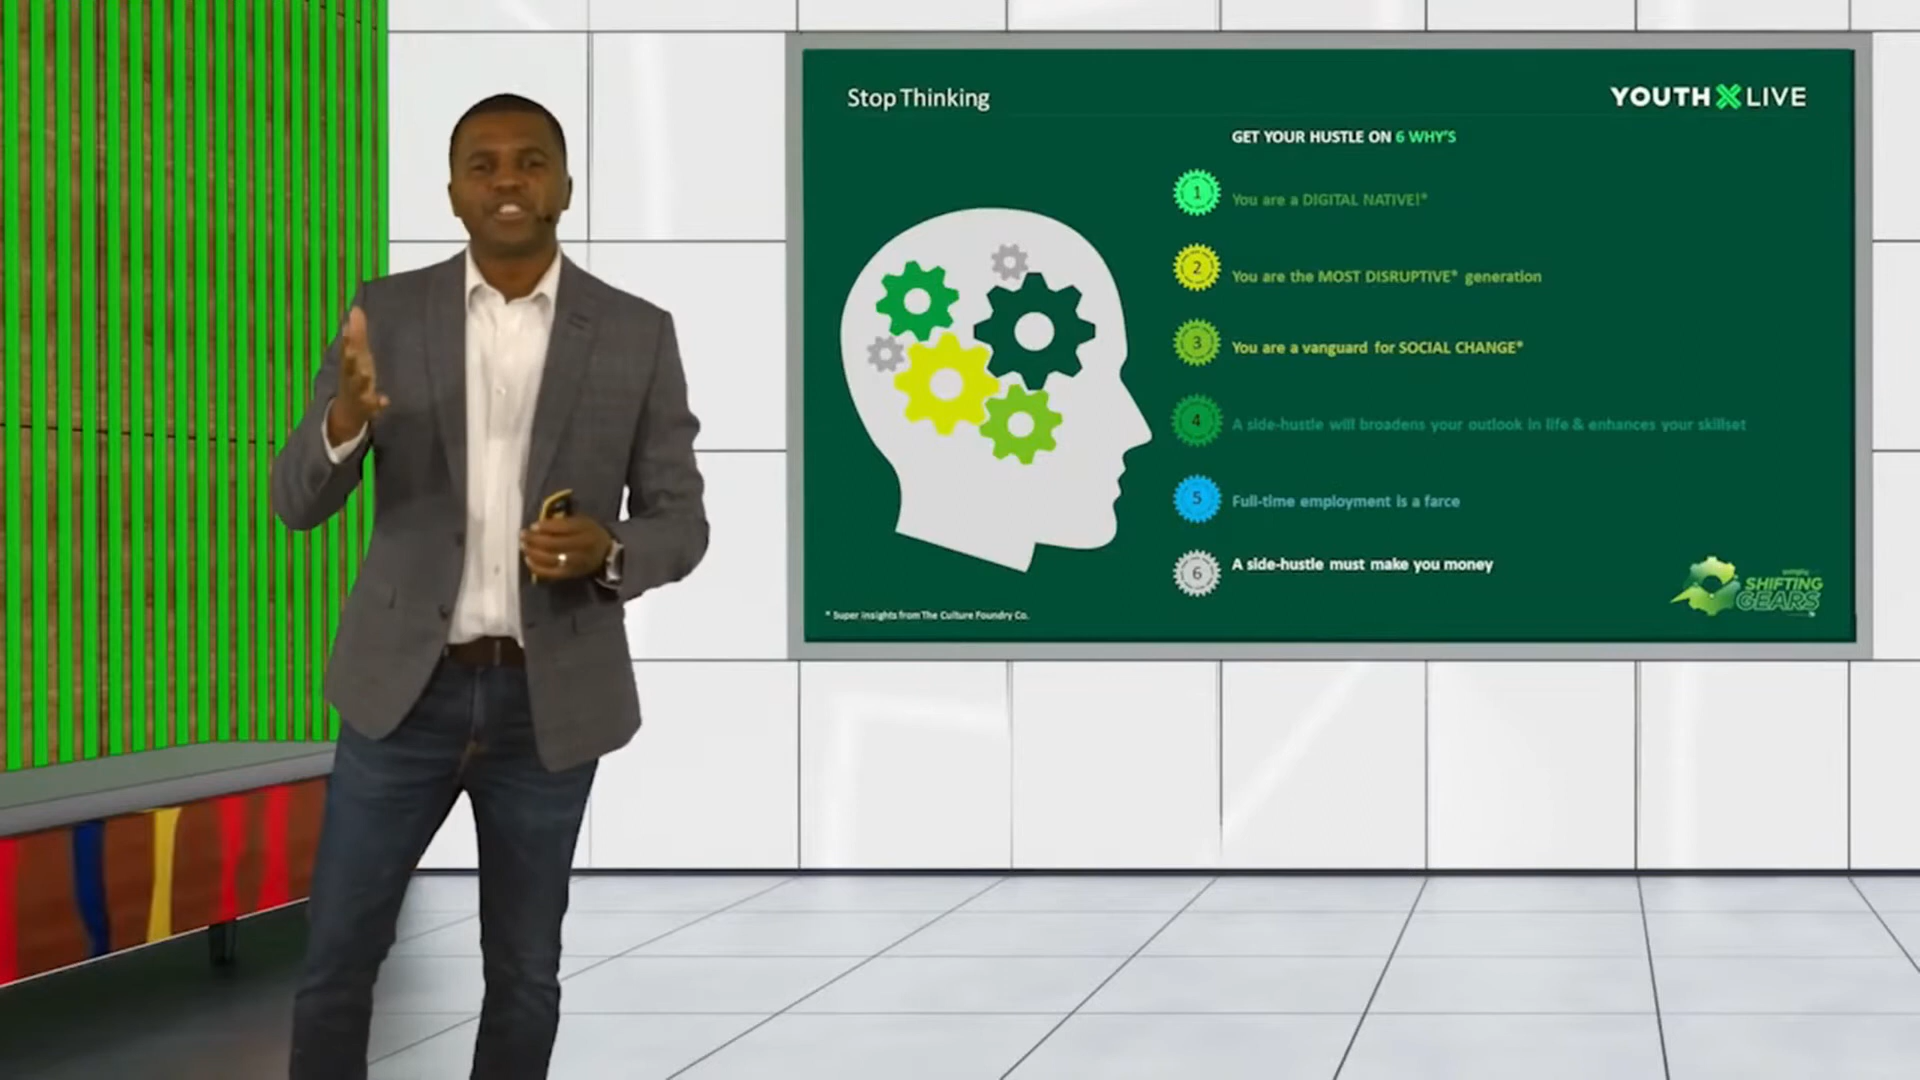 Stop Thinking
YOUTH X LIVE
GET YOUR HUSTLE ON 6 WHY'S
1 You are a DIGITAL NATIVE!*
2 You are the MOST DISRUPTIVE* generation
3 You are a vanguard for SOCIAL CHANGE*
4 A side-hustle will broadens your outlook in life & enhances your skillset
5 Full-time employment is a farce
6 A side-hustle must make you money
* Super insights from The Culture Foundry Co.
SHIFTING
GEARS